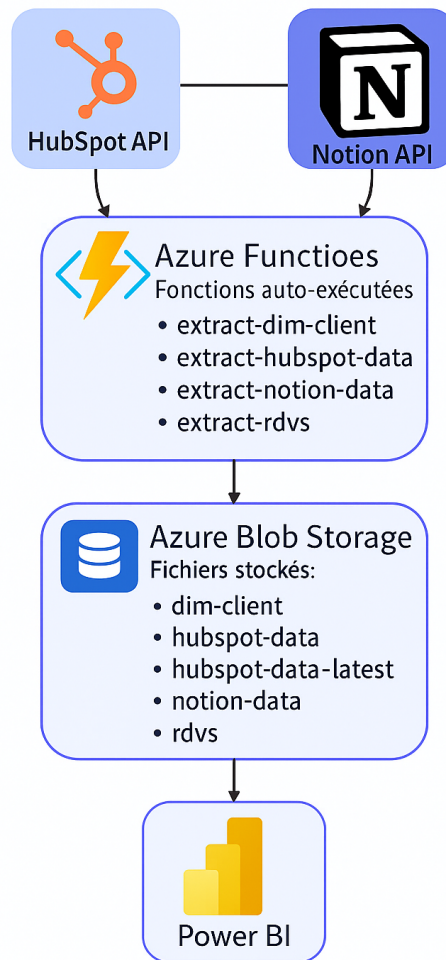 HubSpot API
N
Notion API
Azure Functioes
Fonctions auto-exécutées
• extract-dim-client
• extract-hubspot-data
• extract-notion-data
• extract-rdvs
Azure Blob Storage
Fichiers stockés:
• dim-client
• hubspot-data
• hubspot-data-latest
• notion-data
• rdvs
Power BI